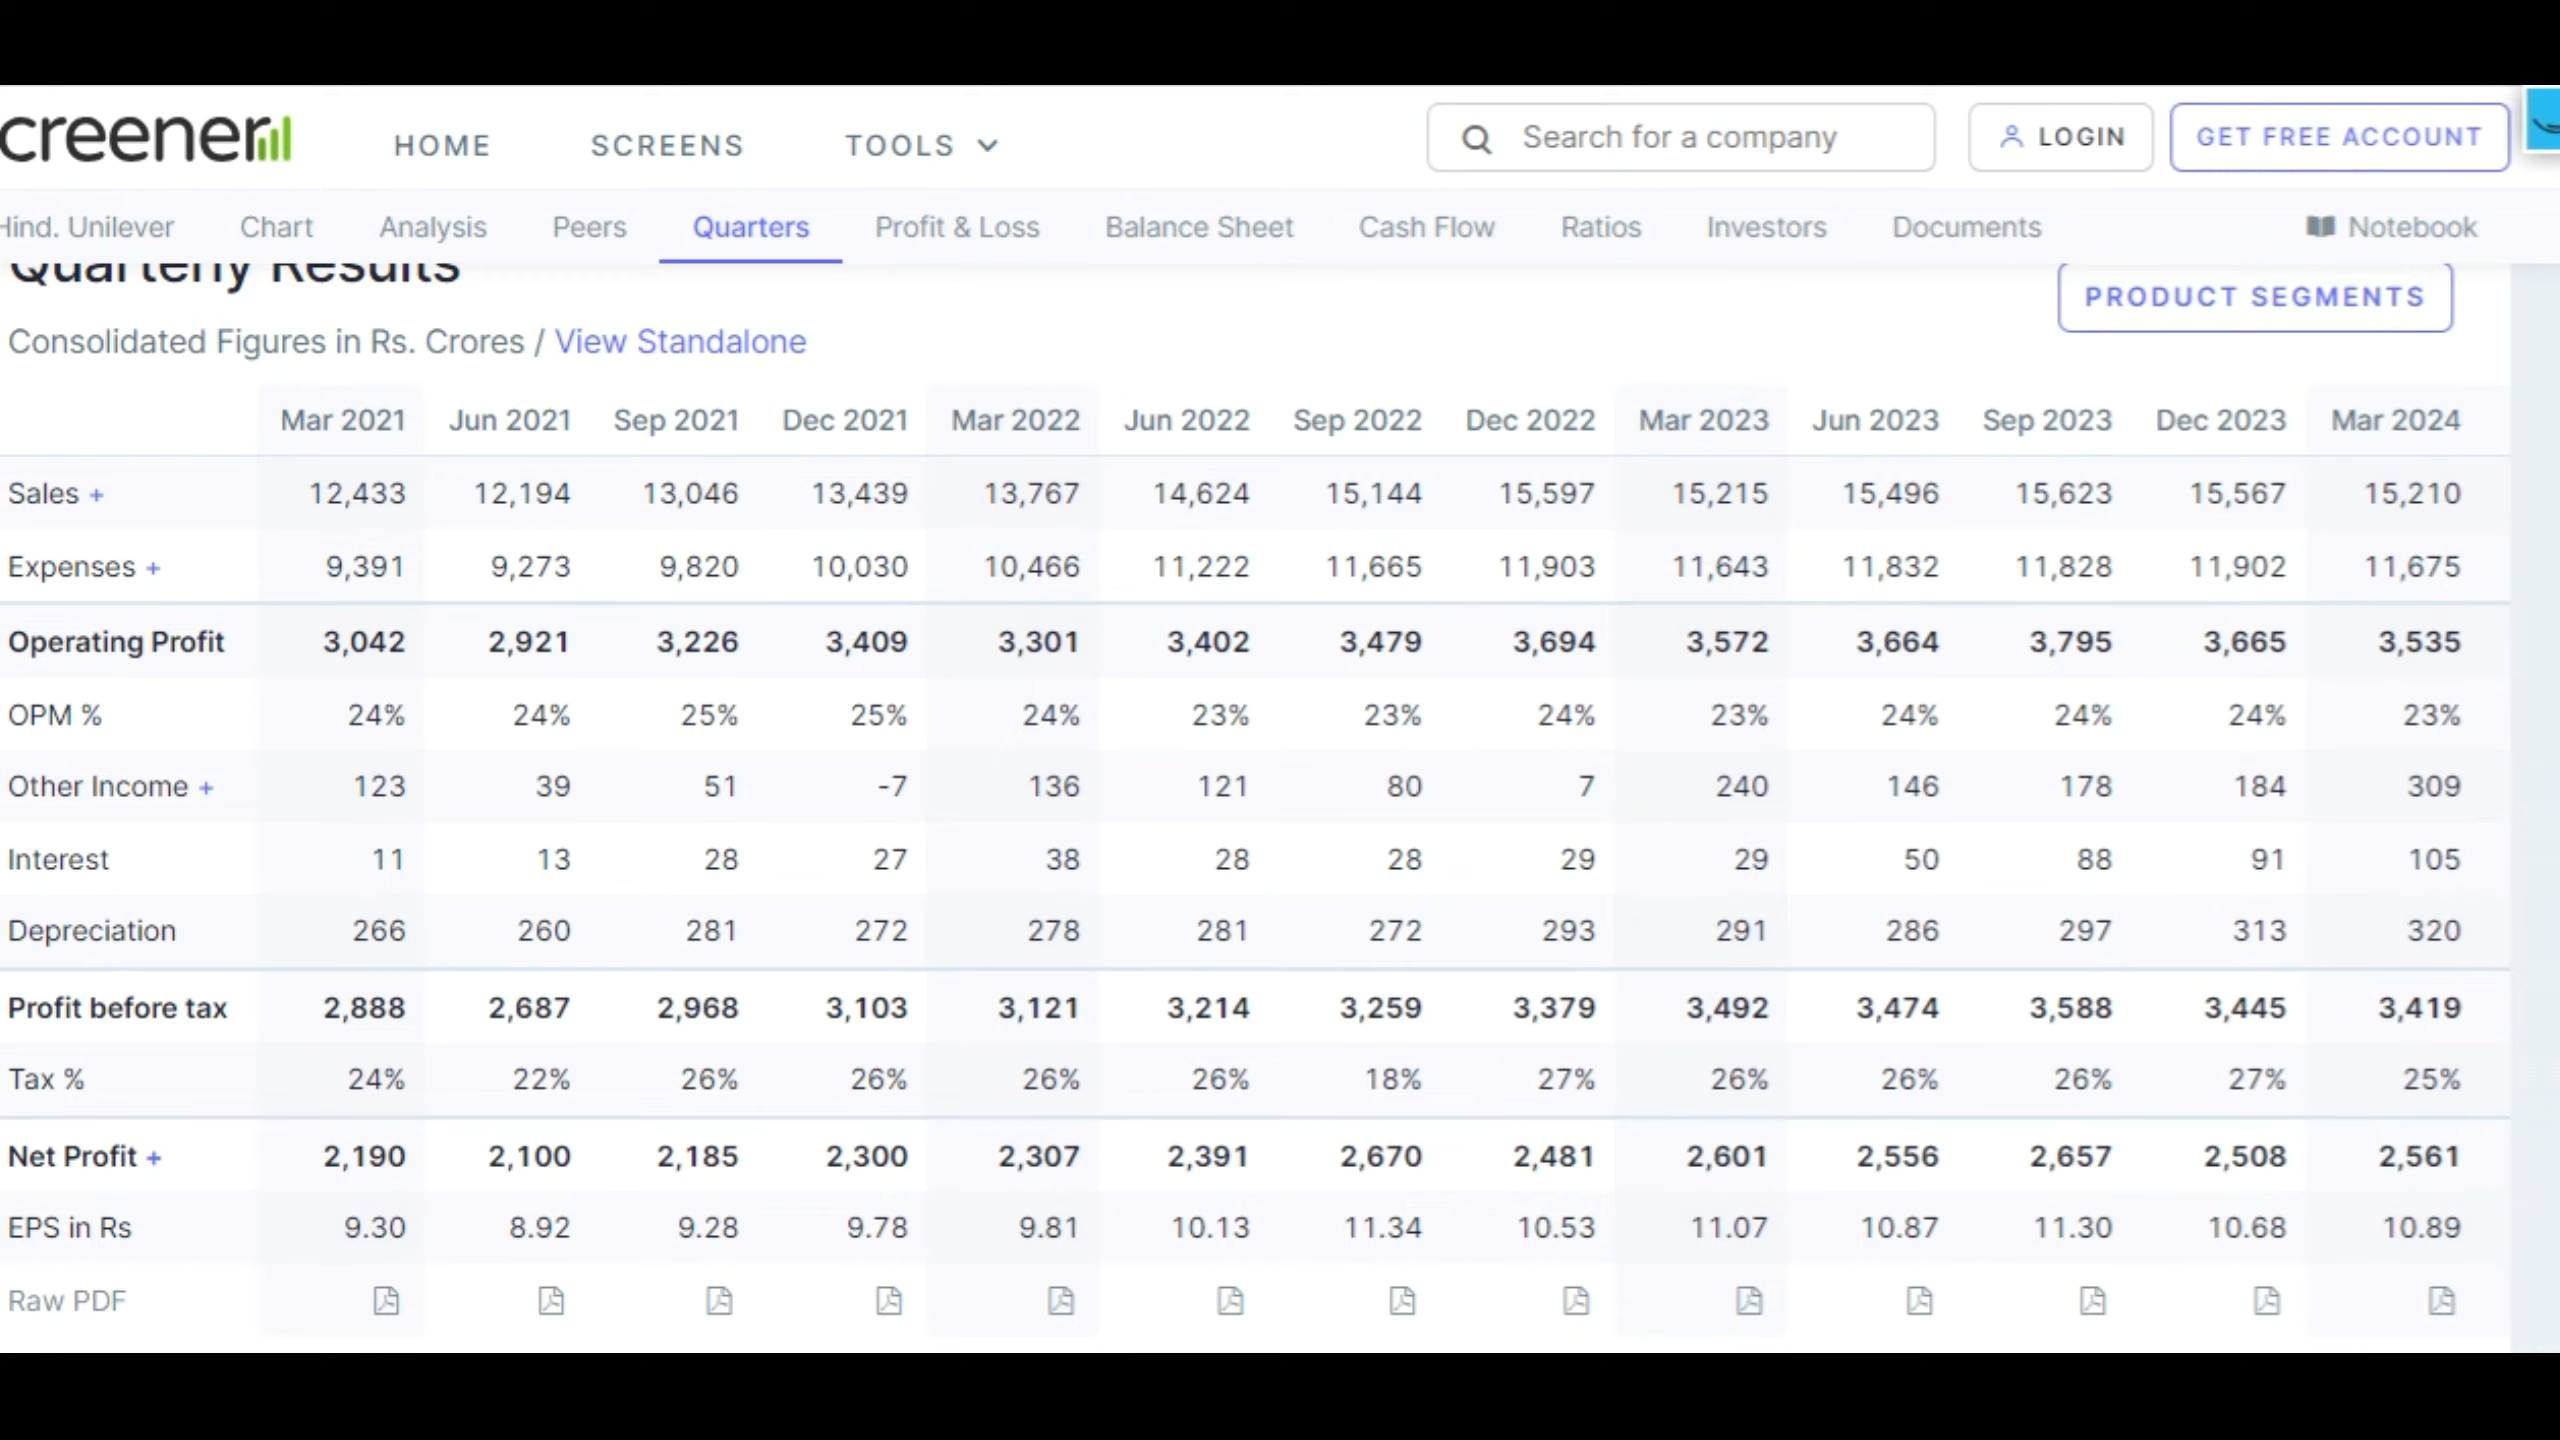 creener
HOME SCREENS TOOLS Search for a company LOGIN GET FREE ACCOUNT
Hind. Unilever Chart Analysis Peers Quarters Profit & Loss Balance Sheet Cash Flow Ratios Investors Documents Notebook
Quarterly Results
PRODUCT SEGMENTS
Consolidated Figures in Rs. Crores / View Standalone
Mar 2021 Jun 2021 Sep 2021 Dec 2021 Mar 2022 Jun 2022 Sep 2022 Dec 2022 Mar 2023 Jun 2023 Sep 2023 Dec 2023 Mar 2024
Sales + 12,433 12,194 13,046 13,439 13,767 14,624 15,144 15,597 15,215 15,496 15,623 15,567 15,210
Expenses + 9,391 9,273 9,820 10,030 10,466 11,222 11,665 11,903 11,643 11,832 11,828 11,902 11,675
Operating Profit 3,042 2,921 3,226 3,409 3,301 3,402 3,479 3,694 3,572 3,664 3,795 3,665 3,535
OPM % 24% 24% 25% 25% 24% 23% 23% 24% 23% 24% 24% 24% 23%
Other Income + 123 39 51 -7 136 121 80 7 240 146 178 184 309
Interest 11 13 28 27 38 28 28 29 29 50 88 91 105
Depreciation 266 260 281 272 278 281 272 293 291 286 297 313 320
Profit before tax 2,888 2,687 2,968 3,103 3,121 3,214 3,259 3,379 3,492 3,474 3,588 3,445 3,419
Tax % 24% 22% 26% 26% 26% 26% 18% 27% 26% 26% 26% 27% 25%
Net Profit + 2,190 2,100 2,185 2,300 2,307 2,391 2,670 2,481 2,601 2,556 2,657 2,508 2,561
EPS in Rs 9.30 8.92 9.28 9.78 9.81 10.13 11.34 10.53 11.07 10.87 11.30 10.68 10.89
Raw PDF